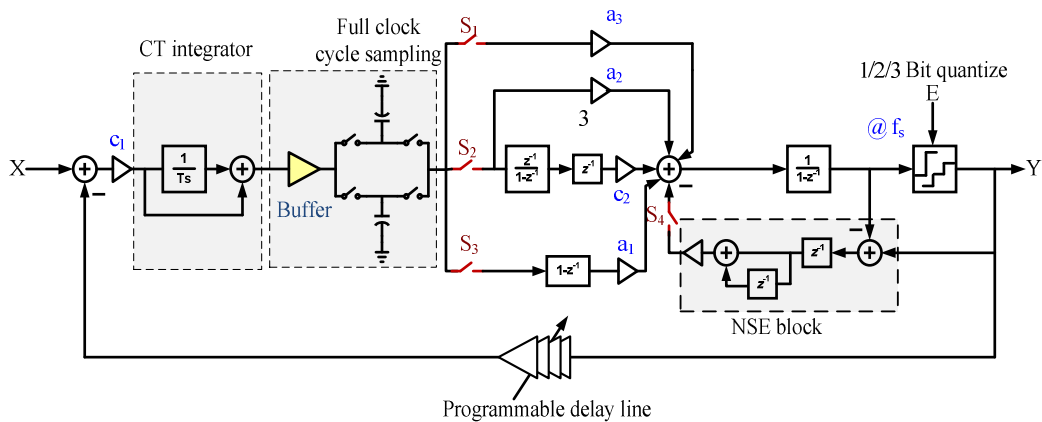 Full clock
cycle sampling
CT integrator
a₃
S₁
a₂
3
1/2/3 Bit quantize
E
@ fₛ
c₁
X
1
Ts
Buffer
S₂
z⁻¹
1-z⁻¹
z⁻¹
c₂
1
1-z⁻¹
Y
S₃
1-z⁻¹
a₁
S₄
z⁻¹
z⁻¹
NSE block
Programmable delay line